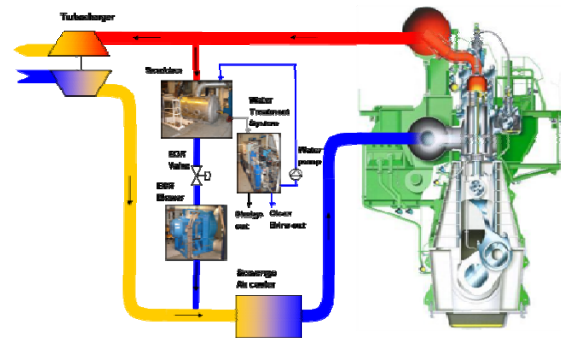 Turbocharger
Scrubber
Water
Treatment
System
Water
pump
EGR
Valve
EGR
Blower
Sludge
out
Clean
Brine out
Scavenge
Air cooler